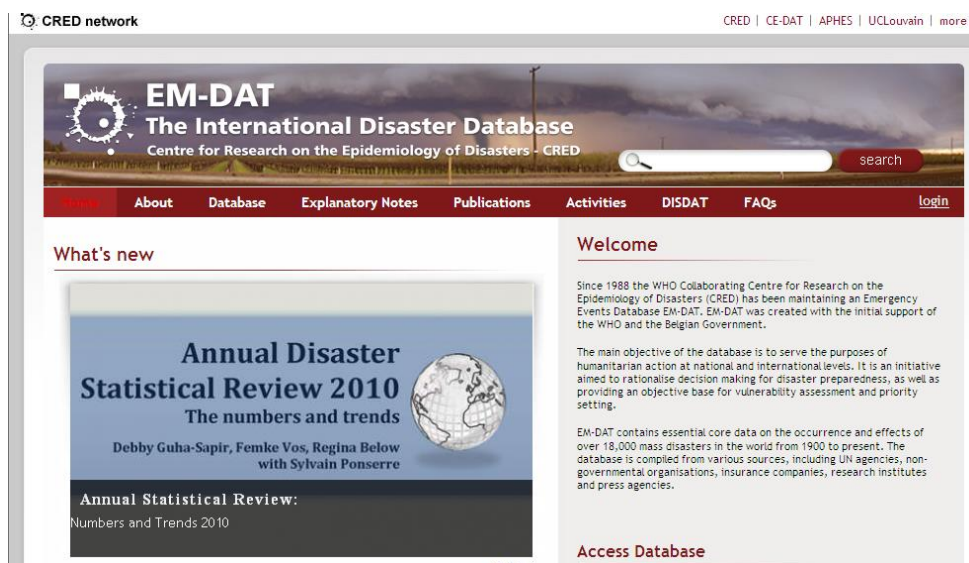 CRED network
CRED | CE-DAT | APHES | UCLouvain | more
EM-DAT
The International Disaster Database
Centre for Research on the Epidemiology of Disasters - CRED
search
Home About Database Explanatory Notes Publications Activities DISDAT FAQs login
What's new
Annual Disaster
Statistical Review 2010
The numbers and trends
Debby Guha-Sapir, Femke Vos, Regina Below
with Sylvain Ponserre
Annual Statistical Review:
Numbers and Trends 2010
Welcome
Since 1988 the WHO Collaborating Centre for Research on the
Epidemiology of Disasters (CRED) has been maintaining an Emergency
Events Database EM-DAT. EM-DAT was created with the initial support of
the WHO and the Belgian Government.
The main objective of the database is to serve the purposes of
humanitarian action at national and international levels. It is an initiative
aimed to rationalise decision making for disaster preparedness, as well as
providing an objective base for vulnerability assessment and priority
setting.
EM-DAT contains essential core data on the occurrence and effects of
over 18,000 mass disasters in the world from 1900 to present. The
database is compiled from various sources, including UN agencies, non-
governmental organisations, insurance companies, research institutes
and press agencies.
Access Database